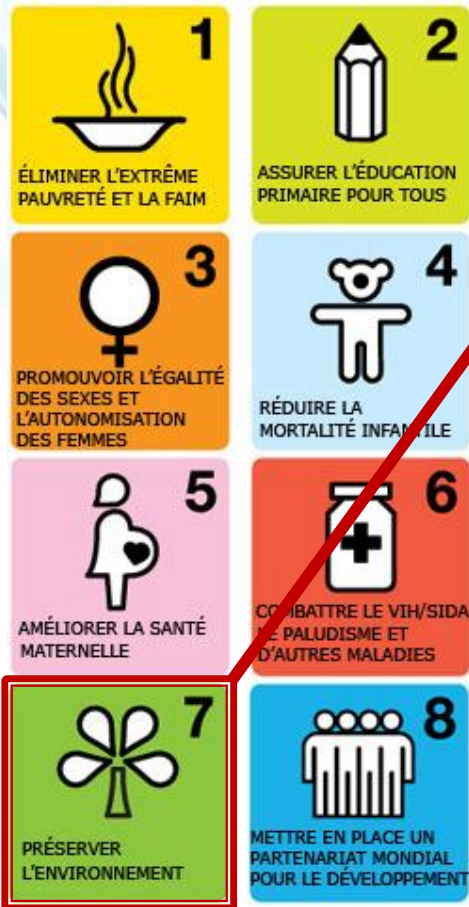 1
ÉLIMINER L'EXTRÊME
PAUVRETÉ ET LA FAIM
2
ASSURER L'ÉDUCATION
PRIMAIRE POUR TOUS
3
PROMOUVOIR L'ÉGALITÉ
DES SEXES ET
L'AUTONOMISATION
DES FEMMES
4
RÉDUIRE LA
MORTALITÉ INFANTILE
5
AMÉLIORER LA SANTÉ
MATERNELLE
6
COMBATTRE LE VIH/SIDA
LE PALUDISME ET
D'AUTRES MALADIES
7
PRÉSERVER
L'ENVIRONNEMENT
8
METTRE EN PLACE UN
PARTENARIAT MONDIAL
POUR LE DÉVELOPPEMENT